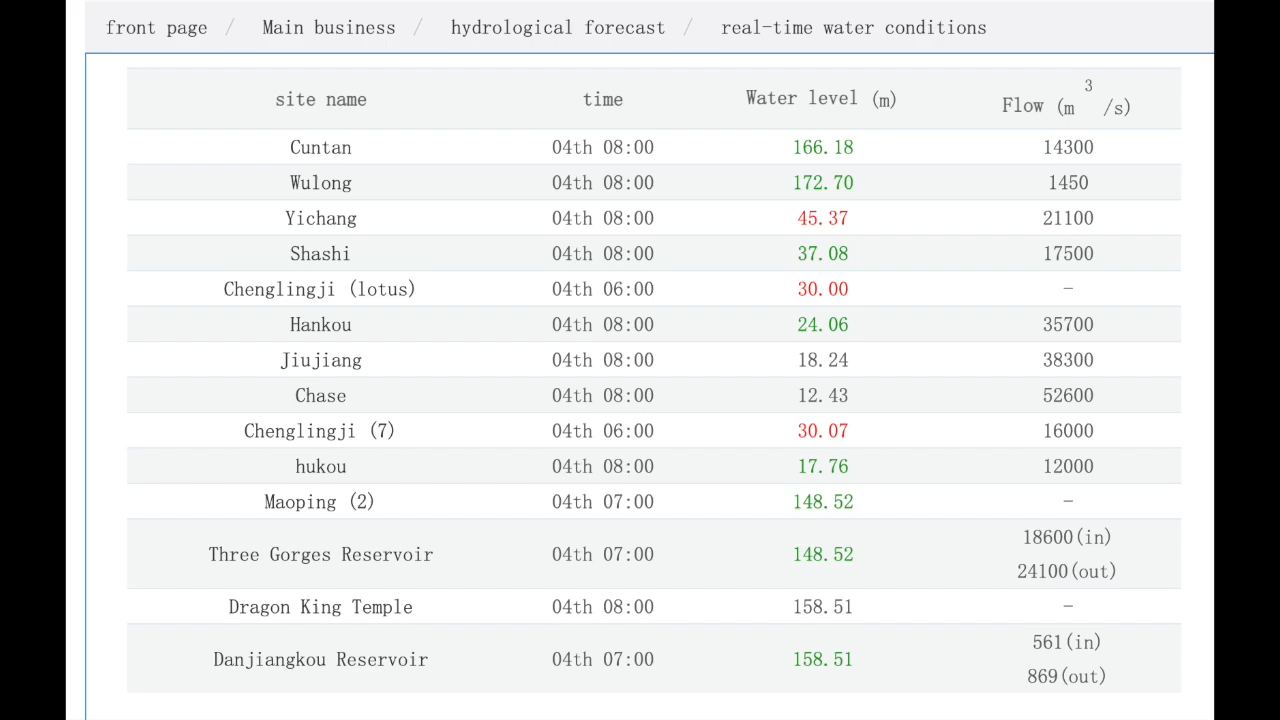 front page / Main business / hydrological forecast / real-time water conditions
site name time Water level (m) Flow (m3/s)
Cuntan 04th 08:00 166.18 14300
Wulong 04th 08:00 172.70 1450
Yichang 04th 08:00 45.37 21100
Shashi 04th 08:00 37.08 17500
Chenglingji (lotus) 04th 06:00 30.00 -
Hankou 04th 08:00 24.06 35700
Jiujiang 04th 08:00 18.24 38300
Chase 04th 08:00 12.43 52600
Chenglingji (7) 04th 06:00 30.07 16000
hukou 04th 08:00 17.76 12000
Maoping (2) 04th 07:00 148.52 -
Three Gorges Reservoir 04th 07:00 148.52 18600(in)
24100(out)
Dragon King Temple 04th 08:00 158.51 -
Danjiangkou Reservoir 04th 07:00 158.51 561(in)
869(out)